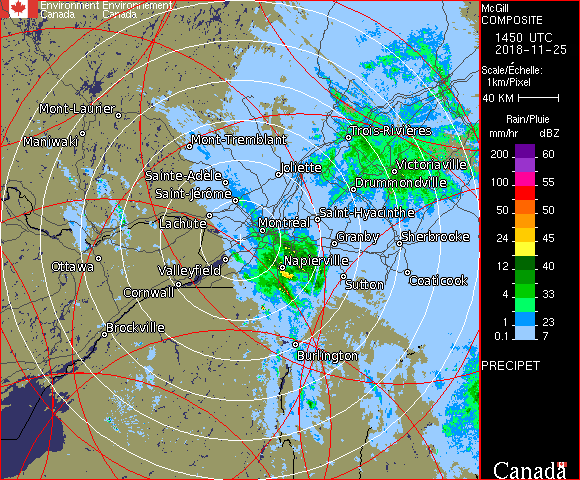 Environment Environnement
Canada Canada
McGill
COMPOSITE
1450 UTC
2018-11-25
Scale/Échelle:
1km/Pixel
40 KM
Rain/Pluie
mm/hr dBZ
200 60
100 55
50 50
24 45
12 40
4 33
1 23
0.1 7
PRECIPET
Canada
Mont-Laurier
Maniwaki
Mont-Tremblant
Trois-Rivières
Joliette
Victoriaville
Sainte-Adèle
Drummondville
Saint-Jérôme
Saint-Hyacinthe
Lachute
Montréal
Granby
Sherbrooke
Ottawa
Valleyfield
Napierville
Coaticook
Sutton
Cornwall
Brockville
Burlington